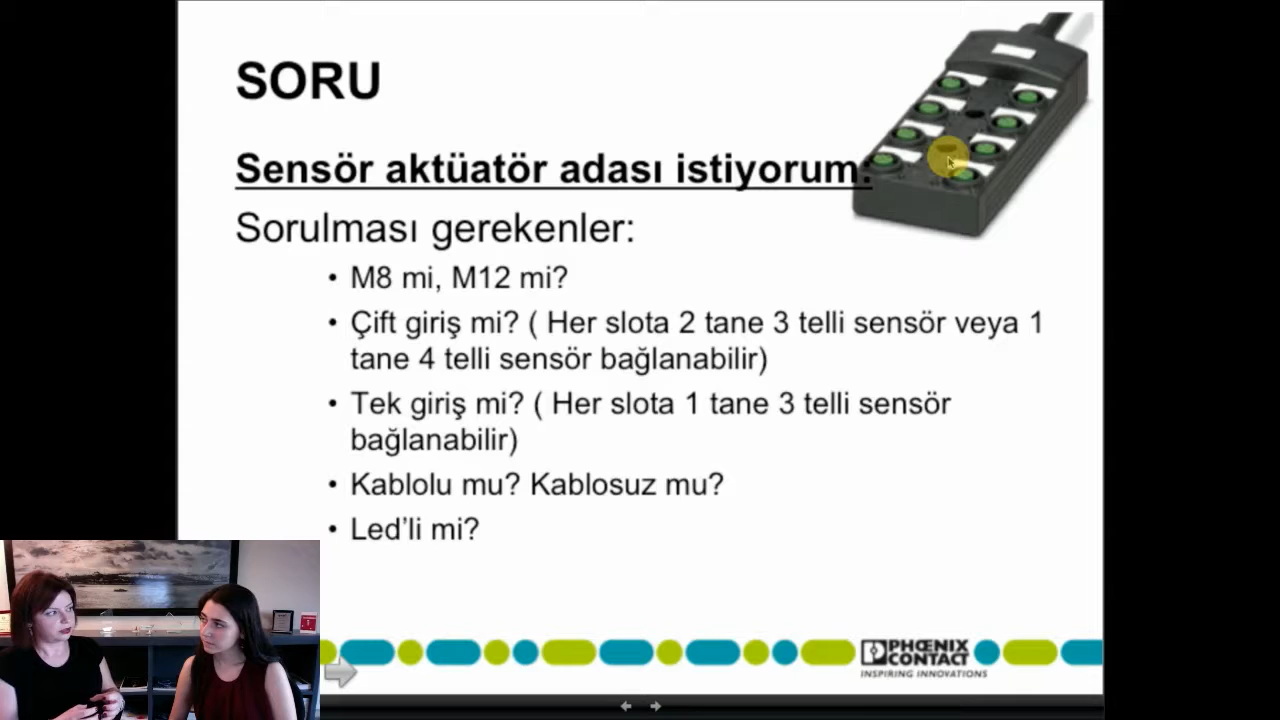 SORU
Sensör aktüatör adası istiyorum.
Sorulması gerekenler:
• M8 mi, M12 mi?
• Çift giriş mi? ( Her slota 2 tane 3 telli sensör veya 1
tane 4 telli sensör bağlanabilir)
• Tek giriş mi? ( Her slota 1 tane 3 telli sensör
bağlanabilir)
• Kablolu mu? Kablosuz mu?
• Led’li mi?
PHŒNIX
CONTACT
INSPIRING INNOVATIONS